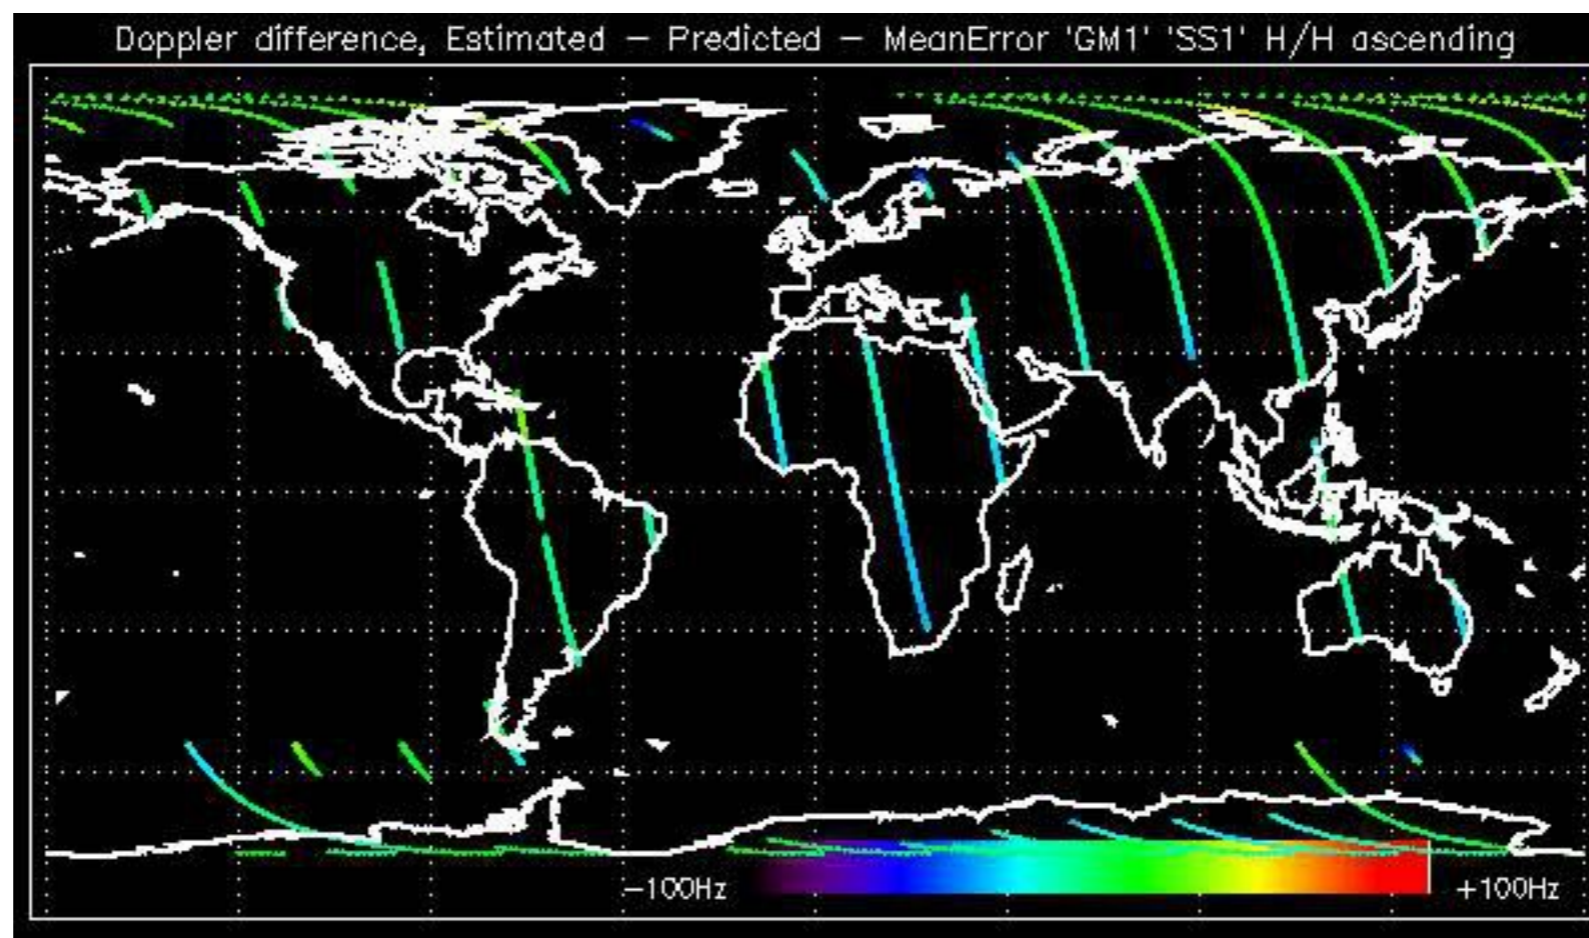 Doppler difference, Estimated – Predicted – MeanError 'GM1' 'SS1' H/H ascending
–100Hz
+100Hz